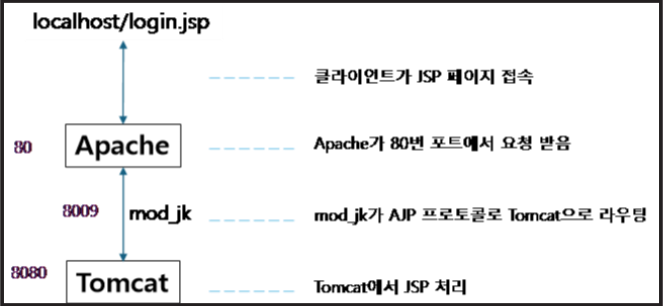 localhost/login.jsp
클라이언트가 JSP 페이지 접속
80
Apache
Apache가 80번 포트에서 요청 받음
8009
mod_jk
mod_jk가 AJP 프로토콜로 Tomcat으로 라우팅
8080
Tomcat
Tomcat에서 JSP 처리